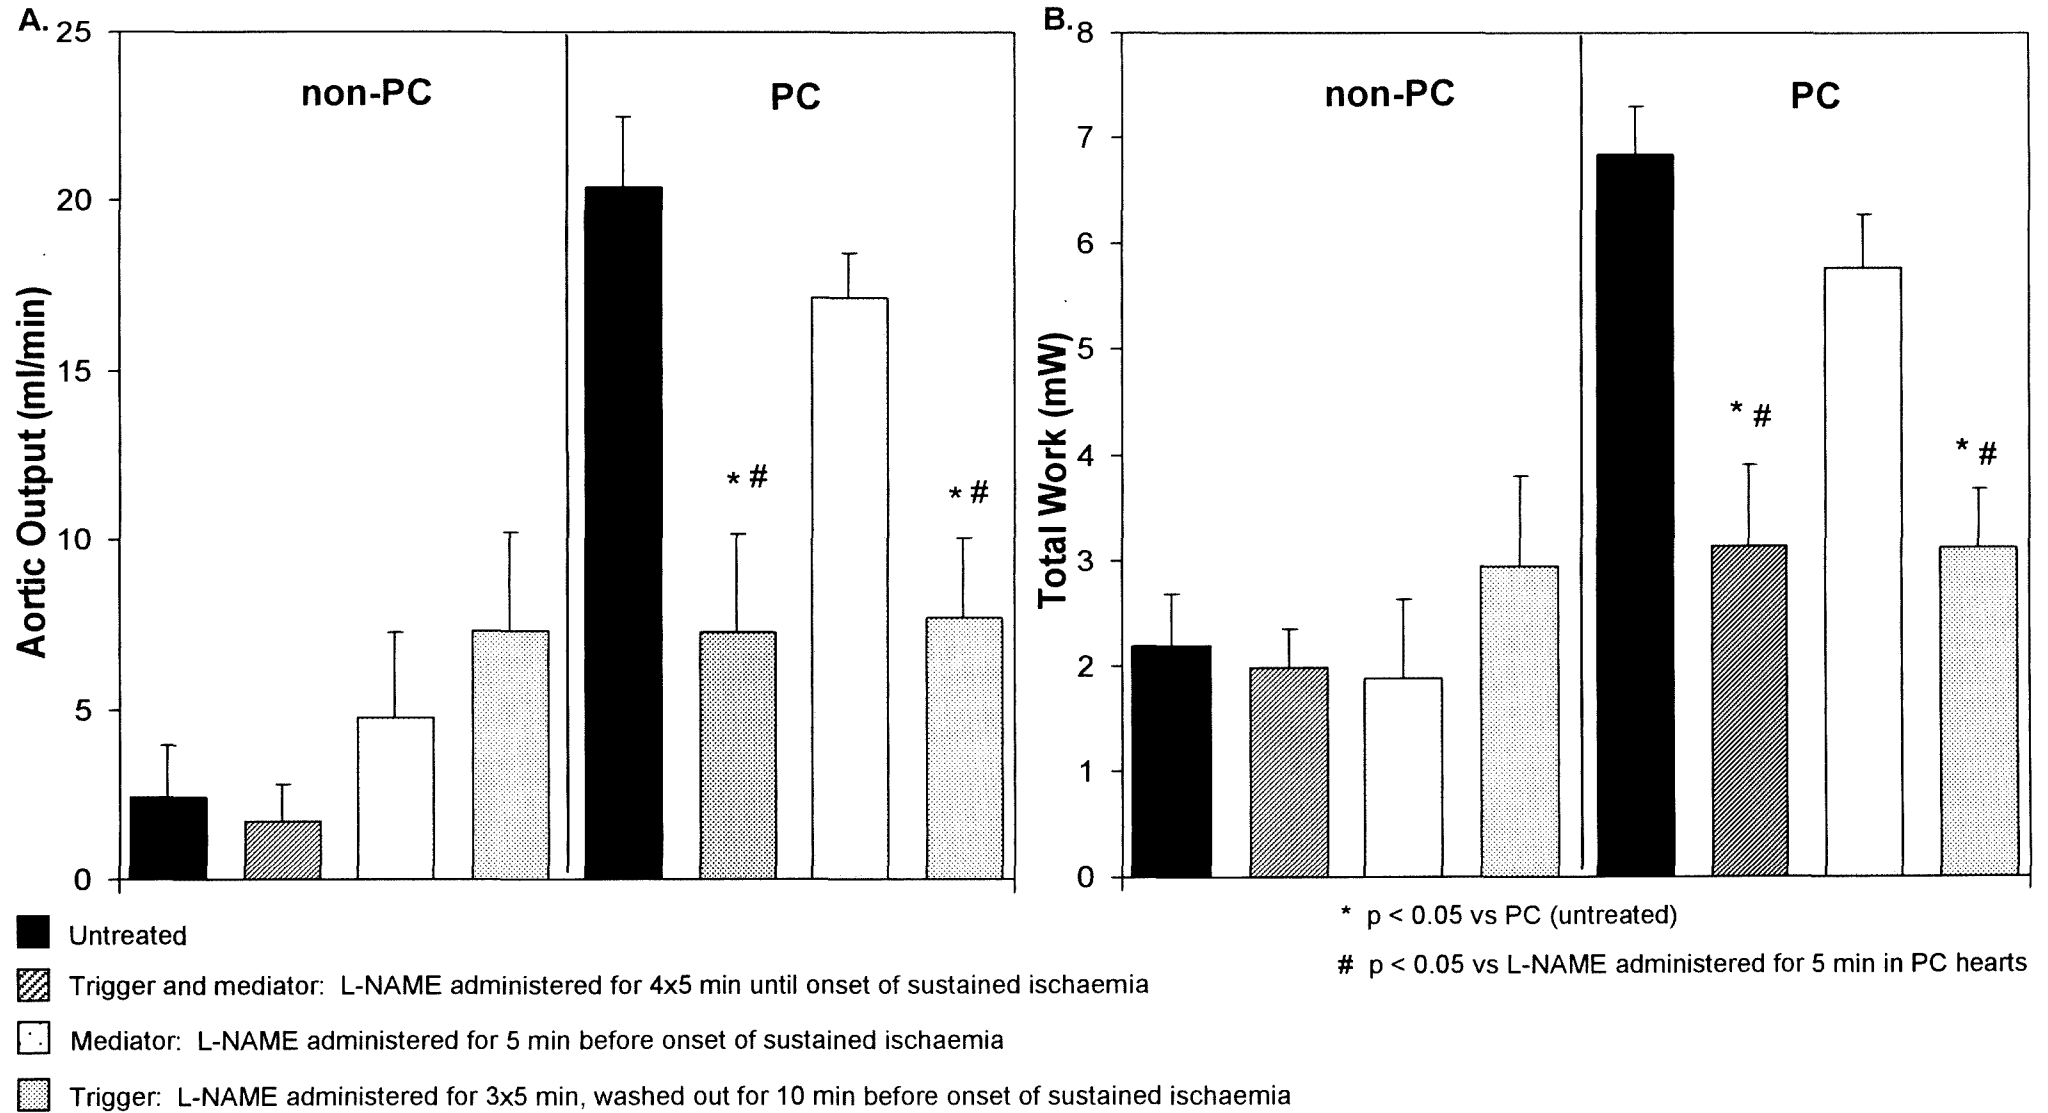 A.
25
20
15
10
5
0
Aortic Output (ml/min)
non-PC
PC
* #
* #
B.
8
7
6
5
4
3
2
1
0
Total Work (mW)
non-PC
PC
* #
* #
Untreated
Trigger and mediator: L-NAME administered for 4x5 min until onset of sustained ischaemia
Mediator: L-NAME administered for 5 min before onset of sustained ischaemia
Trigger: L-NAME administered for 3x5 min, washed out for 10 min before onset of sustained ischaemia
* p < 0.05 vs PC (untreated)
# p < 0.05 vs L-NAME administered for 5 min in PC hearts